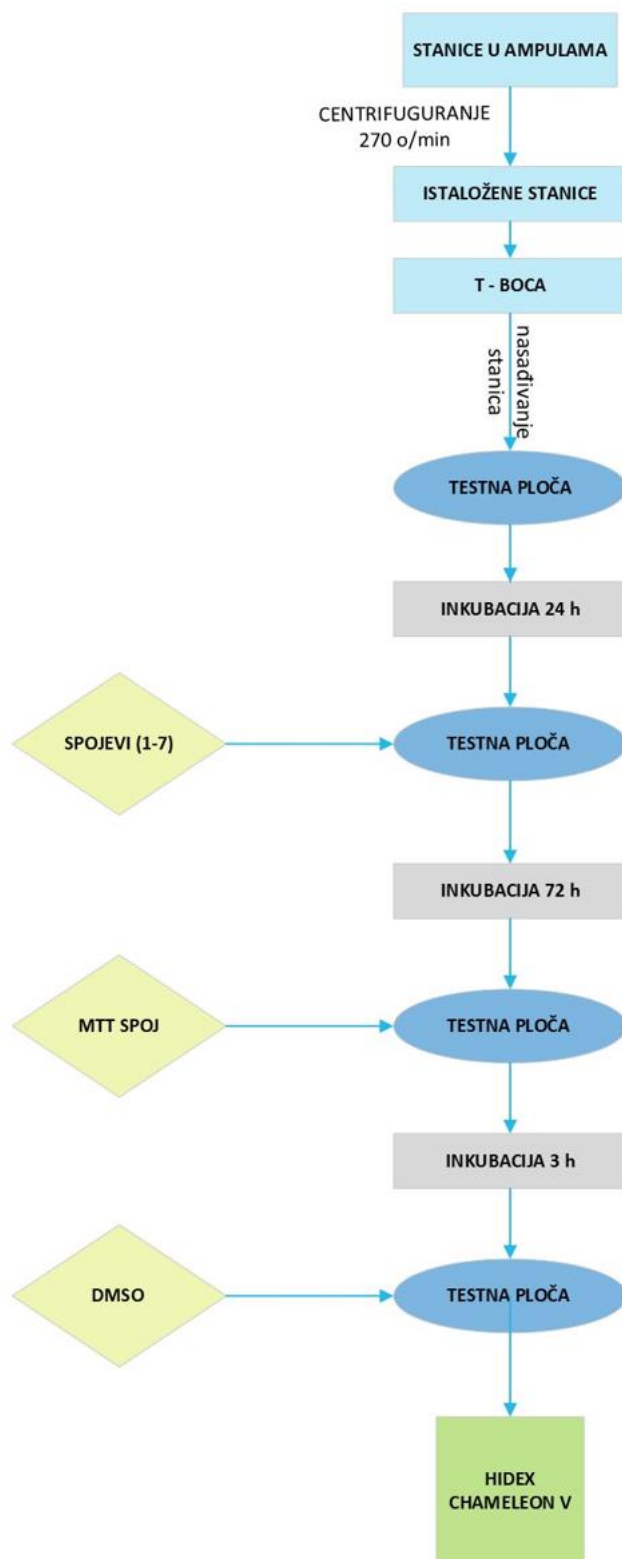 STANICE U AMPULAMA
CENTRIFUGURANJE
270 o/min
ISTALOŽENE STANICE
T - BOCA
nasađivanje
stanica
TESTNA PLOČA
INKUBACIJA 24 h
SPOJEVI (1-7)
TESTNA PLOČA
INKUBACIJA 72 h
MTT SPOJ
TESTNA PLOČA
INKUBACIJA 3 h
DMSO
TESTNA PLOČA
HIDEX
CHAMELEON V